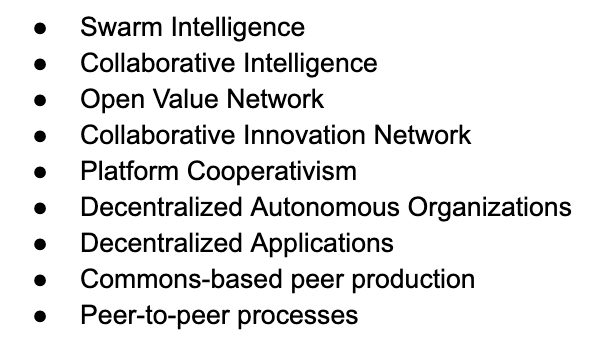 ● Swarm Intelligence
● Collaborative Intelligence
● Open Value Network
● Collaborative Innovation Network
● Platform Cooperativism
● Decentralized Autonomous Organizations
● Decentralized Applications
● Commons-based peer production
● Peer-to-peer processes